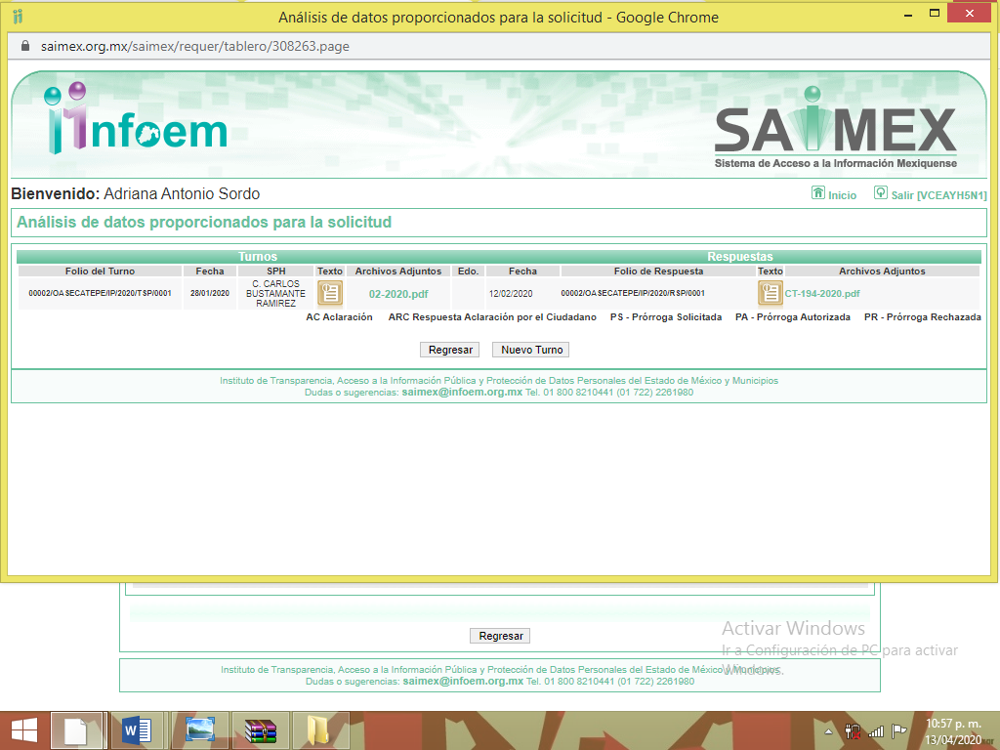 Análisis de datos proporcionados para la solicitud - Google Chrome
saimex.org.mx/saimex/requer/tablero/308263.page
infoem
SAIMEX
Sistema de Acceso a la Información Mexiquense
Bienvenido: Adriana Antonio Sordo
Inicio
Salir [VCEAYH5N1]
Análisis de datos proporcionados para la solicitud
Turnos Respuestas
Folio del Turno Fecha SPH Texto Archivos Adjuntos Edo. Fecha Folio de Respuesta Texto Archivos Adjuntos
00002/OASECATEPE/IP/2020/TSP/0001 28/01/2020 C. CARLOS BUSTAMANTE RAMIREZ 02-2020.pdf 12/02/2020 00002/OASECATEPE/IP/2020/RSP/0001 CT-194-2020.pdf
AC Aclaración ARC Respuesta Aclaración por el Ciudadano PS - Prórroga Solicitada PA - Prórroga Autorizada PR - Prórroga Rechazada
Regresar Nuevo Turno
Instituto de Transparencia, Acceso a la Información Pública y Protección de Datos Personales del Estado de México y Municipios
Dudas o sugerencias: saimex@infoem.org.mx Tel. 01 800 8210441 (01 722) 2261980
Regresar
Activar Windows
Ir a Configuración de PC para activar
Windows.
Instituto de Transparencia, Acceso a la Información Pública y Protección de Datos Personales del Estado de México y Municipios
Dudas o sugerencias: saimex@infoem.org.mx Tel. 01 800 8210441 (01 722) 2261980
10:57 p. m.
13/04/2020